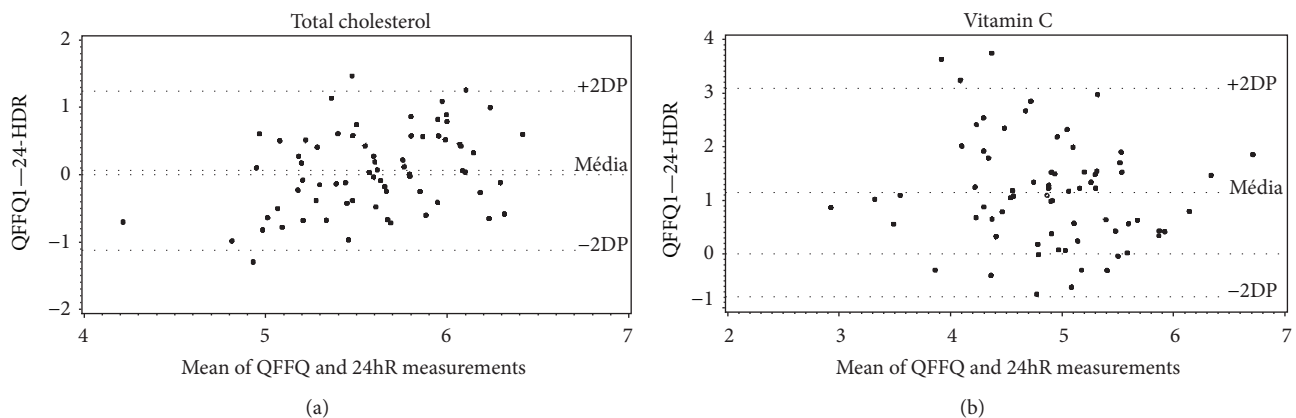 Total cholesterol
2
1
0
−1
−2
QFFQ1—24-HDR
+2DP
Média
−2DP
4
5
6
7
Mean of QFFQ and 24hR measurements
(a)
Vitamin C
4
3
2
1
0
−1
QFFQ1—24-HDR
+2DP
Média
−2DP
2
3
4
5
6
7
Mean of QFFQ and 24hR measurements
(b)